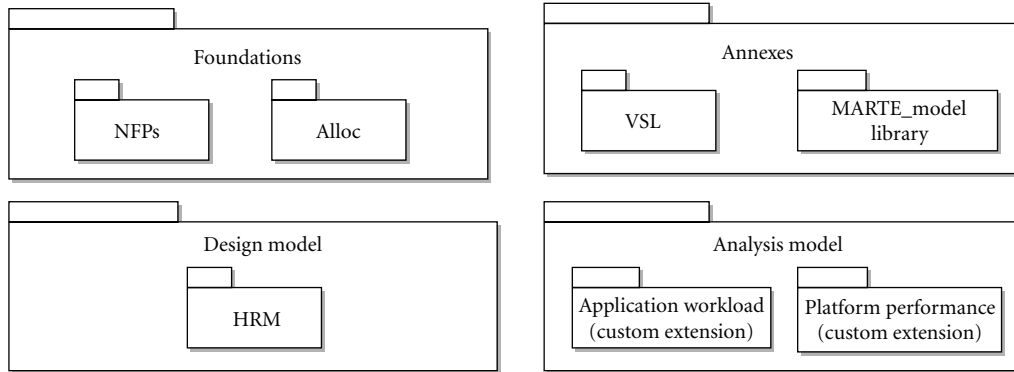 Foundations
NFPs
Alloc
Annexes
VSL
MARTE_model
library
Design model
HRM
Analysis model
Application workload
(custom extension)
Platform performance
(custom extension)